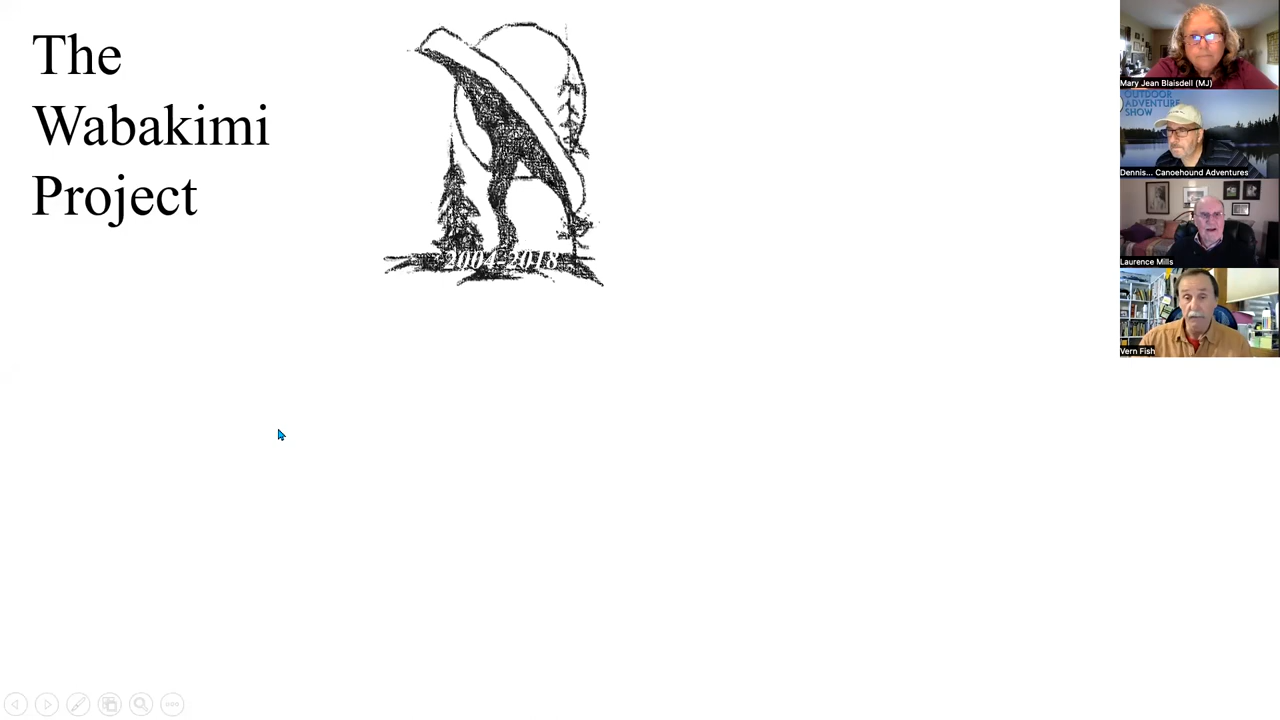 The
Wabakimi
Project
2004-2018
Mary Jean Blaisdell (MJ)
OUTDOOR
ADVENTURE
SHOW
Dennis... Canoehound Adventures
Laurence Mills
Vern Fish